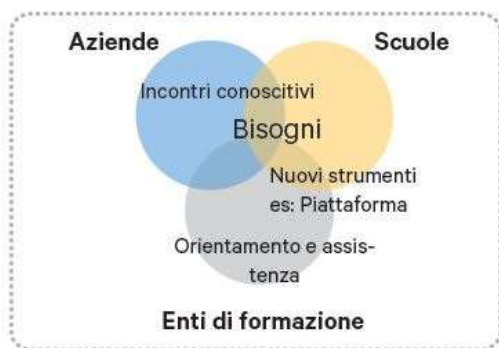 Aziende
Scuole
Incontri conoscitivi
Bisogni
Nuovi strumenti
es: Piattaforma
Orientamento e assis-
tenza
Enti di formazione